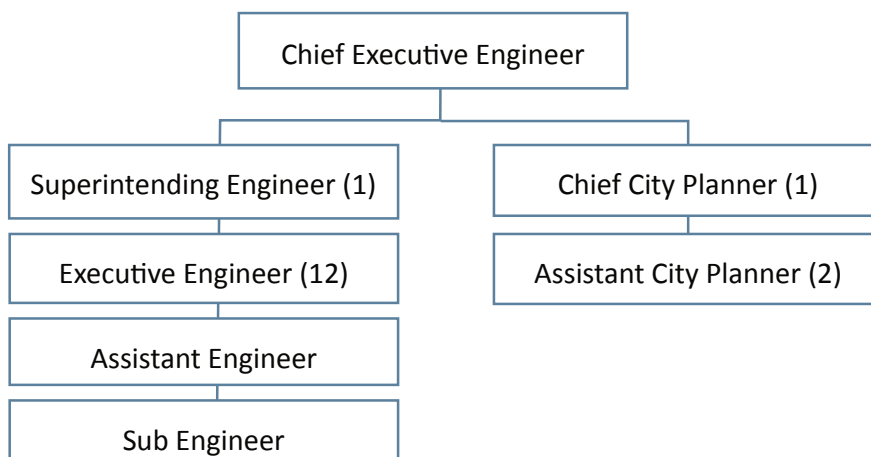 Chief Executive Engineer
Superintending Engineer (1)
Chief City Planner (1)
Executive Engineer (12)
Assistant City Planner (2)
Assistant Engineer
Sub Engineer